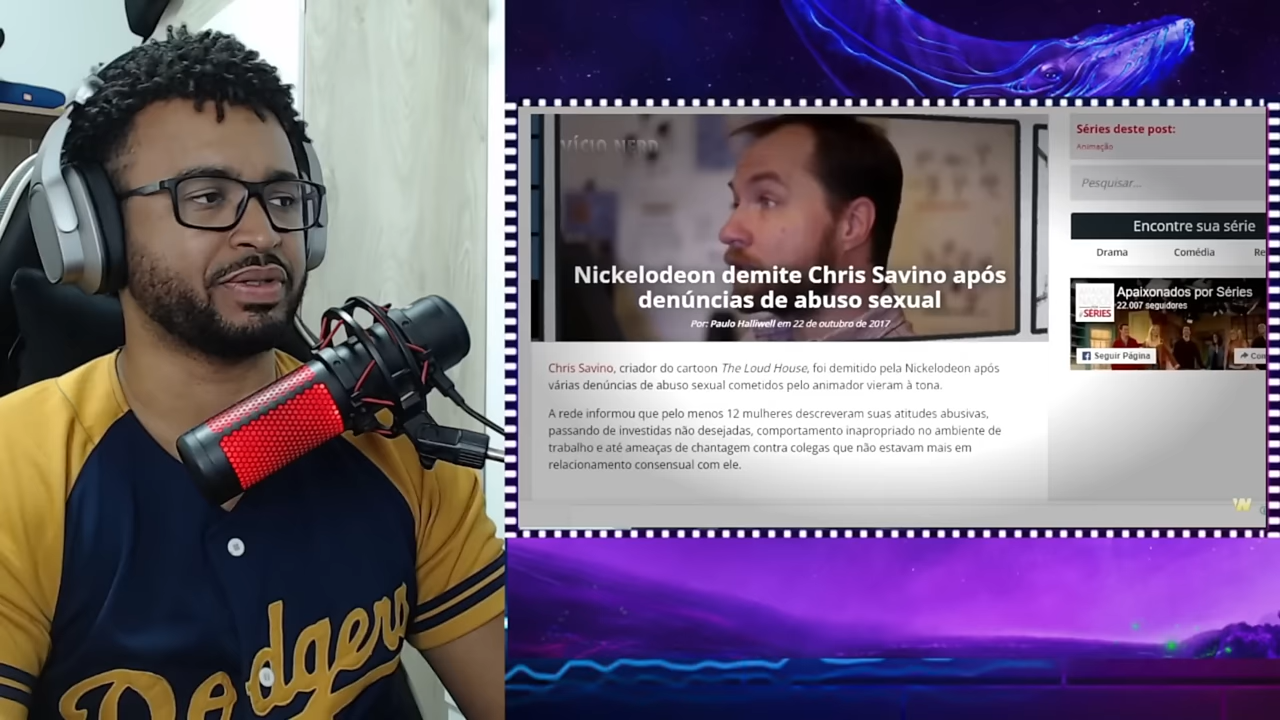 VÍCIO NERD
Nickelodeon demite Chris Savino após
denúncias de abuso sexual
Por: Paulo Halliwell em 22 de outubro de 2017
Chris Savino, criador do cartoon The Loud House, foi demitido pela Nickelodeon após
várias denúncias de abuso sexual cometidos pelo animador vieram à tona.
A rede informou que pelo menos 12 mulheres descreveram suas atitudes abusivas,
passando de investidas não desejadas, comportamento inapropriado no ambiente de
trabalho e até ameaças de chantagem contra colegas que não estavam mais em
relacionamento consensual com ele.
Séries deste post:
Animação
Pesquisar...
Encontre sua série
Drama Comédia Re
Apaixonados por Séries
22.007 seguidores
SÉRIES
Seguir Página Com
W
Dodgers